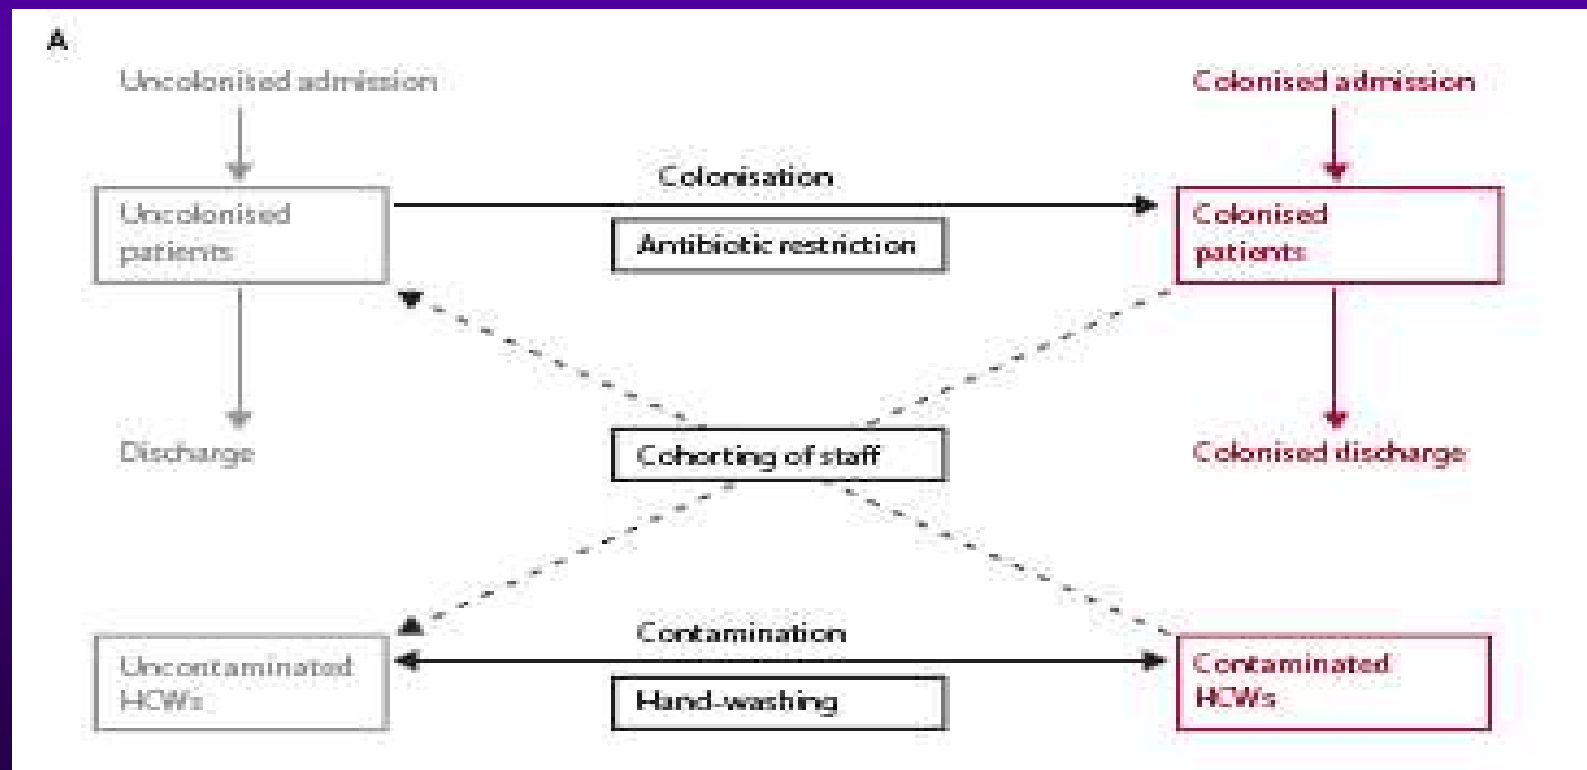 A
Uncolonised admission
Colonised admission
Colonisation
Uncolonised
patients
Antibiotic restriction
Colonised
patients
Discharge
Cohorting of staff
Colonised discharge
Contamination
Uncontaminated
HCWs
Hand-washing
Contaminated
HCWs